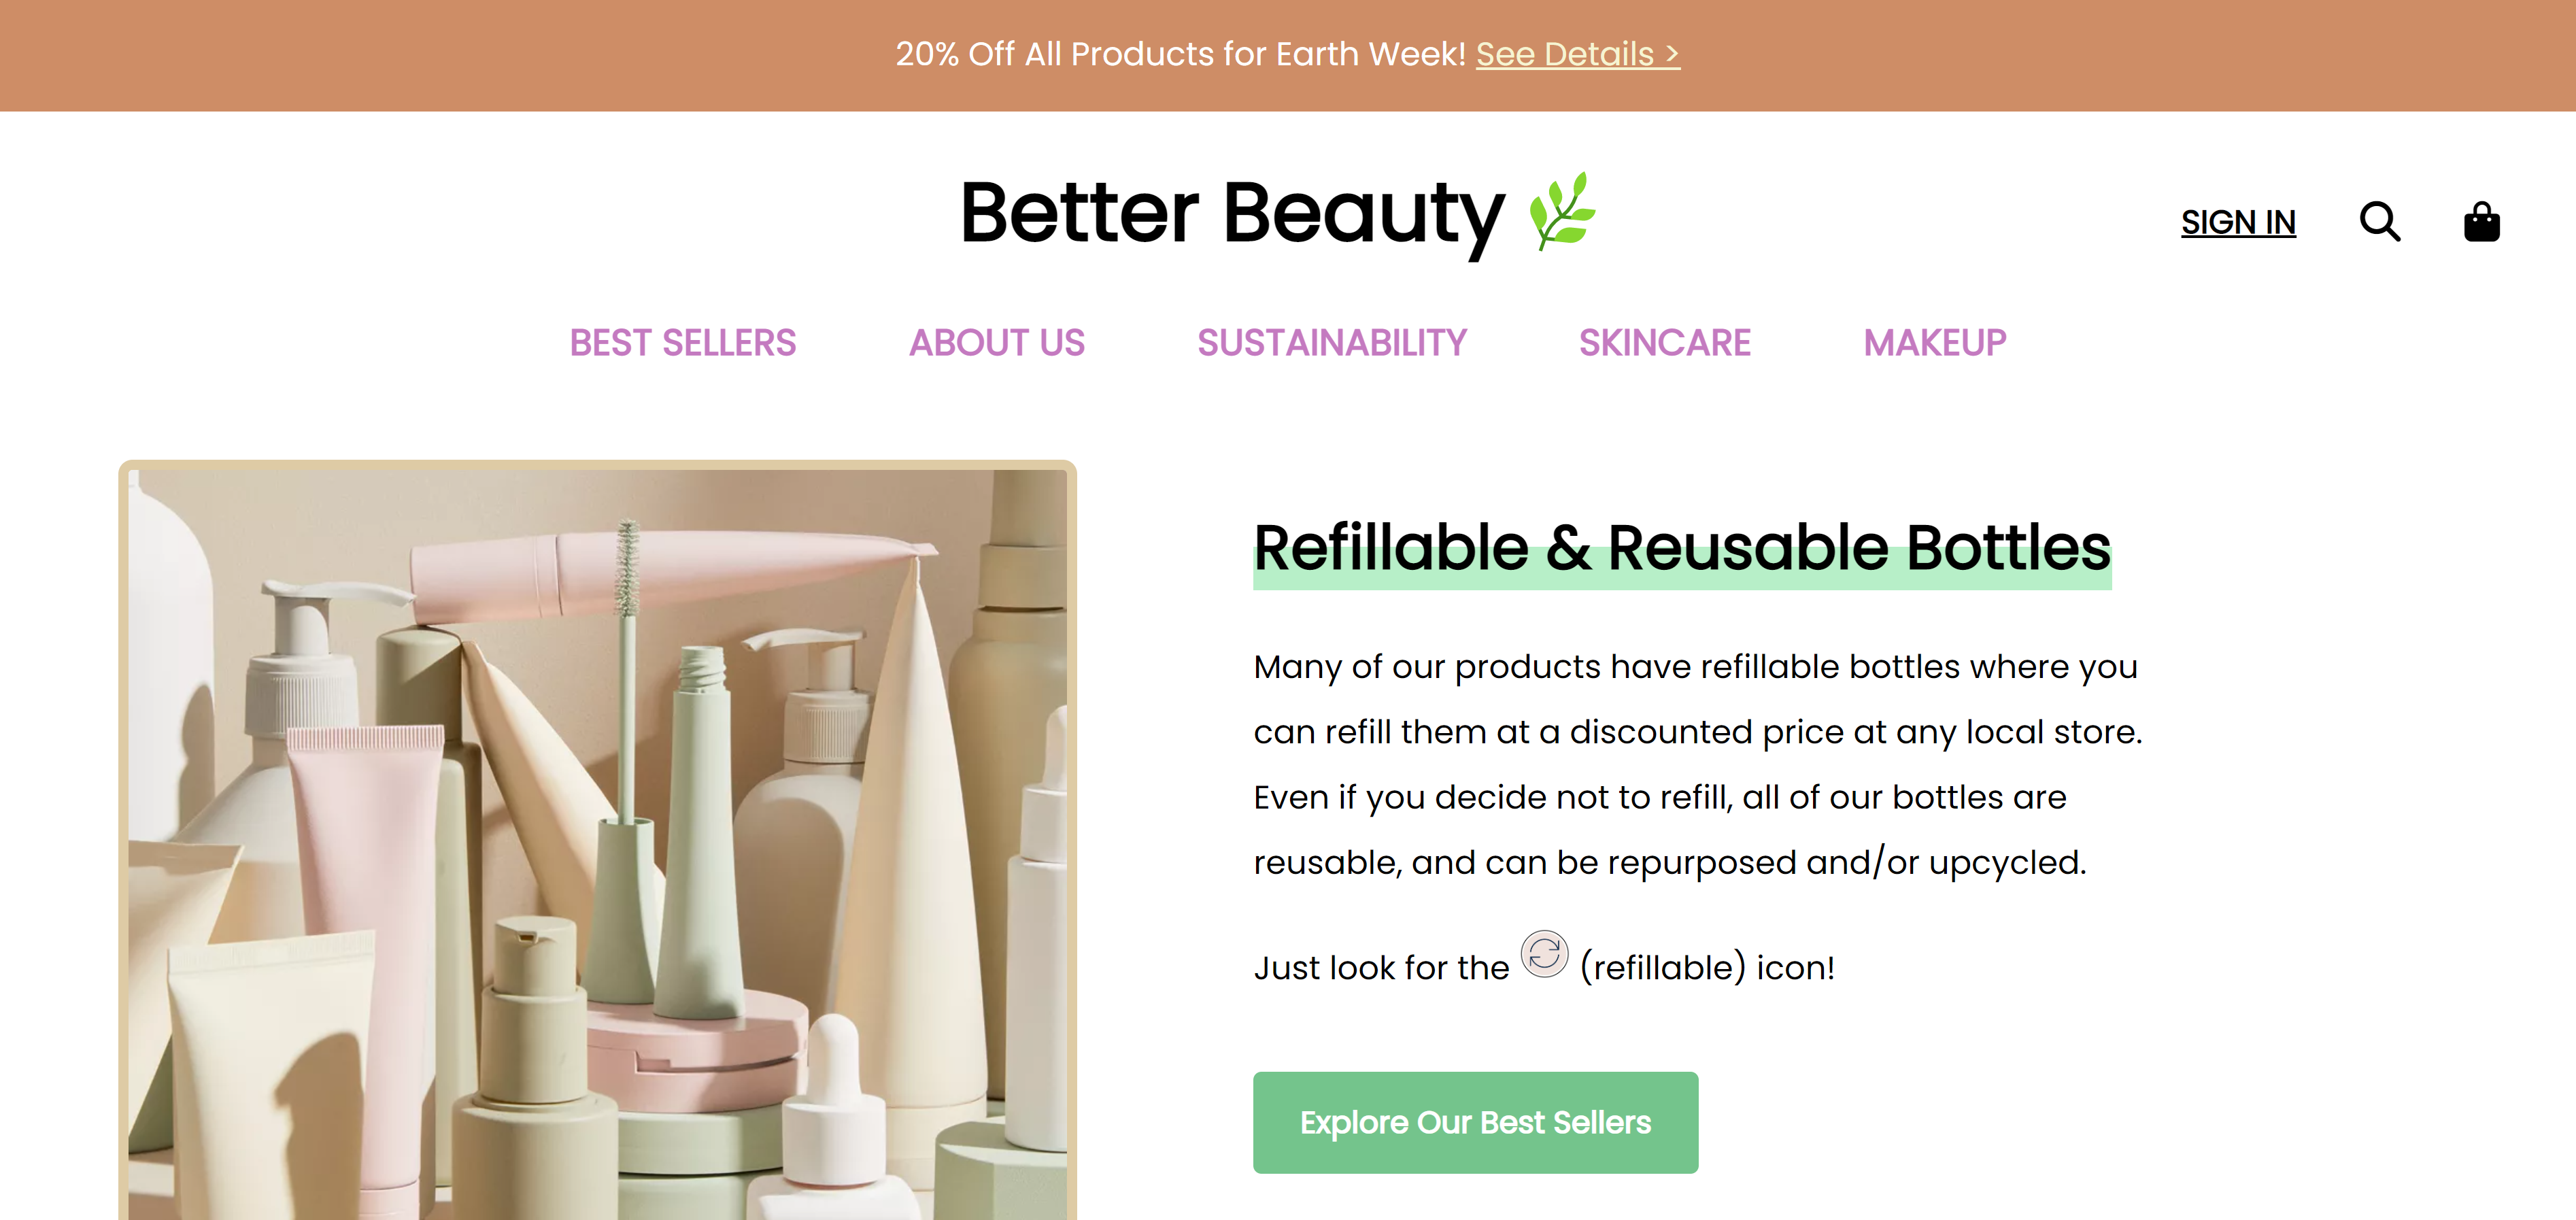 20% Off All Products for Earth Week! See Details >
Better Beauty
SIGN IN
BEST SELLERS ABOUT US SUSTAINABILITY SKINCARE MAKEUP
Refillable & Reusable Bottles
Many of our products have refillable bottles where you
can refill them at a discounted price at any local store.
Even if you decide not to refill, all of our bottles are
reusable, and can be repurposed and/or upcycled.
Just look for the (refillable) icon!
Explore Our Best Sellers